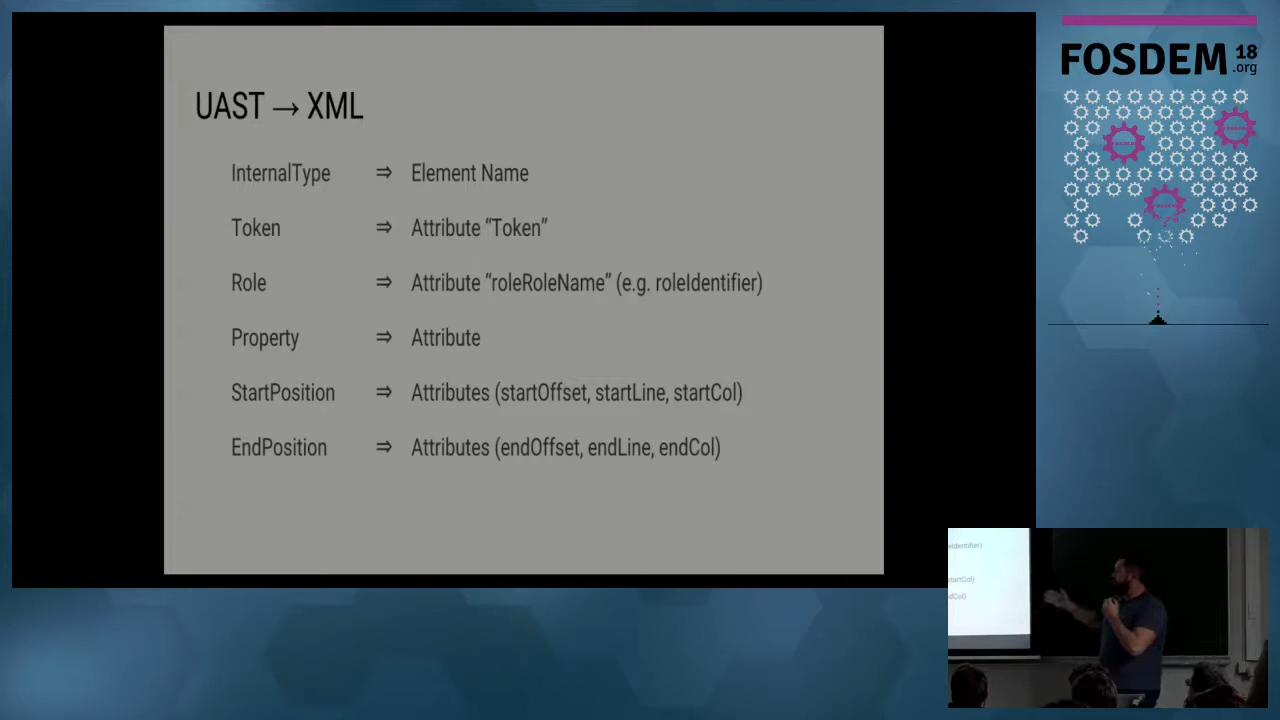 UAST → XML
InternalType ⇒ Element Name
Token ⇒ Attribute “Token”
Role ⇒ Attribute “roleRoleName” (e.g. roleIdentifier)
Property ⇒ Attribute
StartPosition ⇒ Attributes (startOffset, startLine, startCol)
EndPosition ⇒ Attributes (endOffset, endLine, endCol)
FOSDEM 18
.org